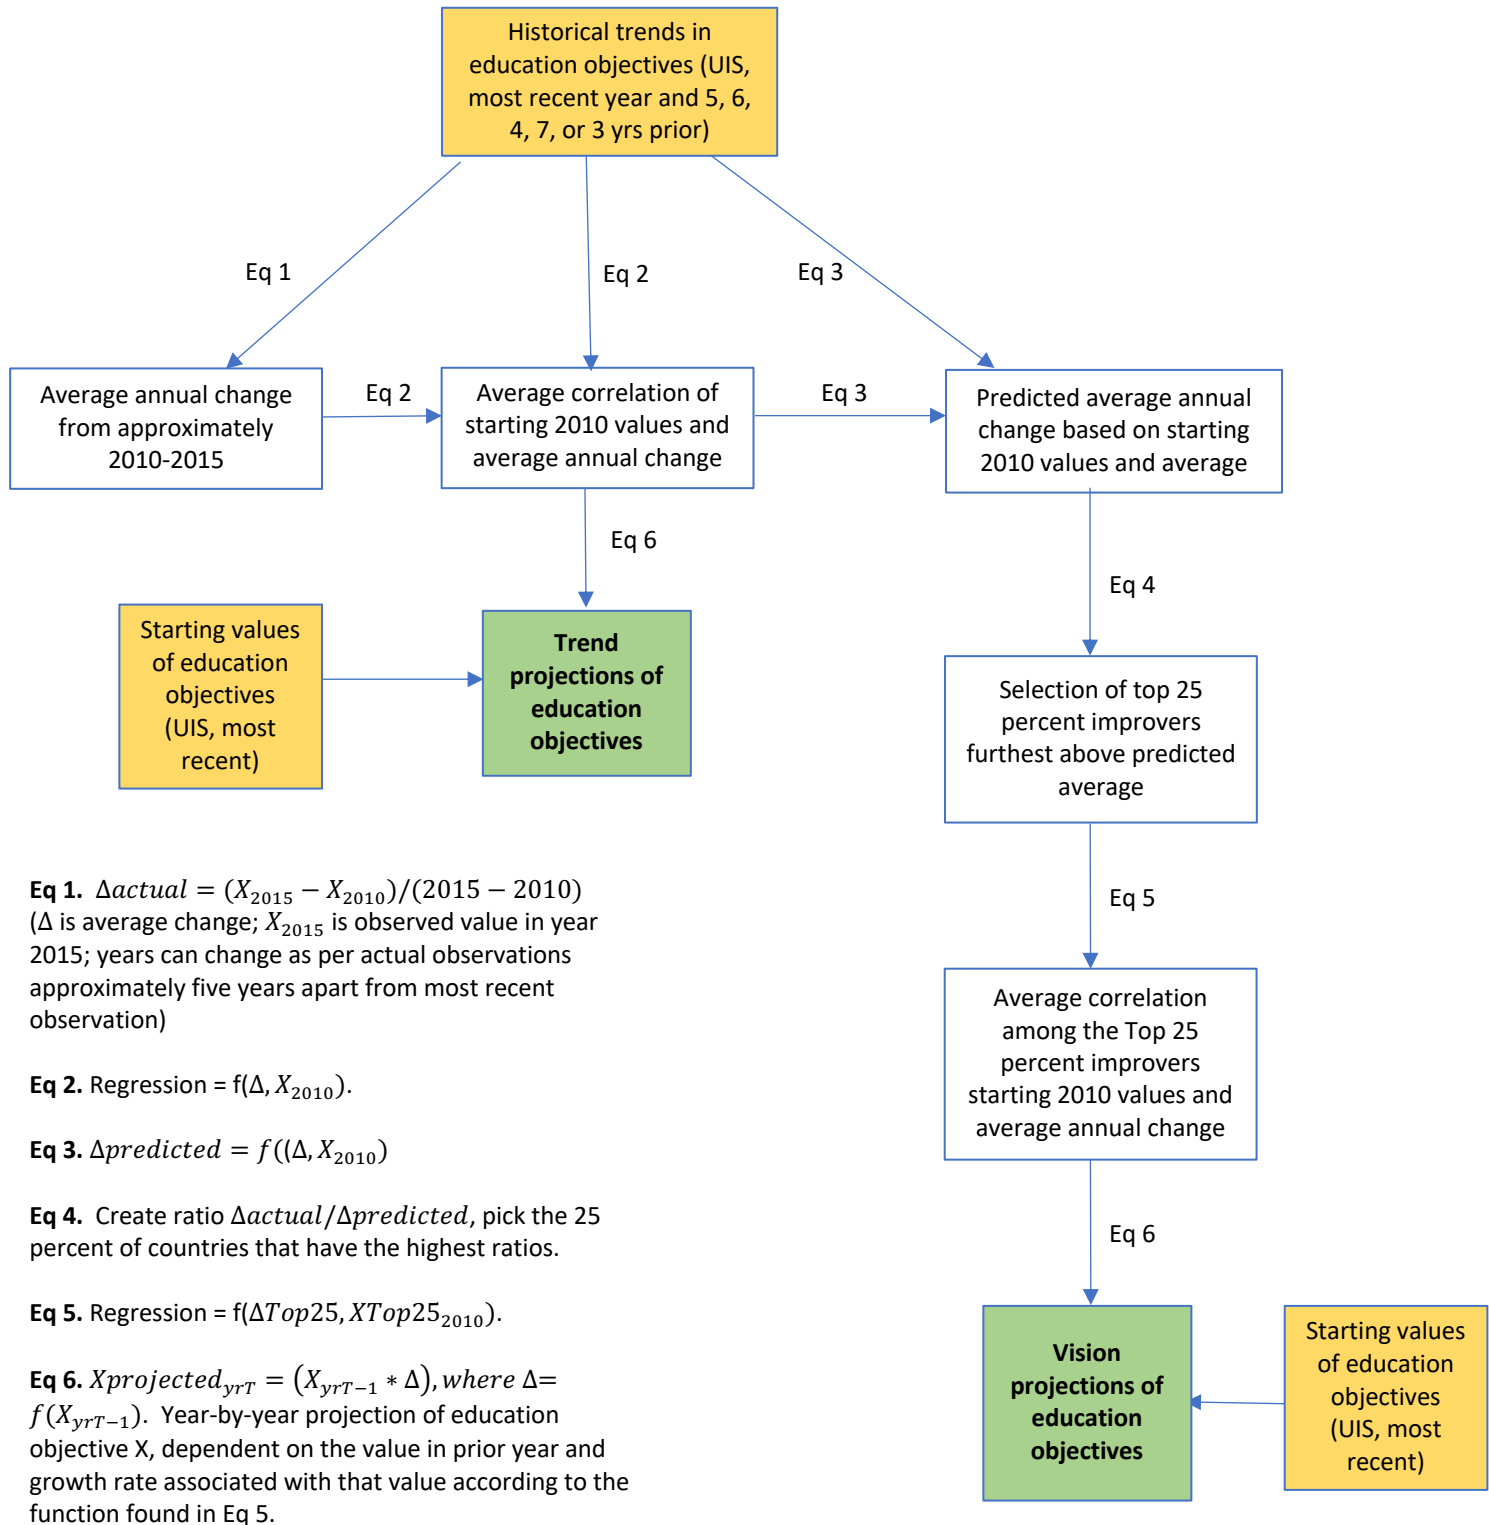 Historical trends in
education objectives (UIS,
most recent year and 5, 6,
4, 7, or 3 yrs prior)
Eq 1
Eq 2
Eq 3
Average annual change
from approximately
2010-2015
Eq 2
Average correlation of
starting 2010 values and
average annual change
Eq 3
Predicted average annual
change based on starting
2010 values and average
Eq 6
Eq 4
Starting values
of education
objectives
(UIS, most
recent)
Trend
projections of
education
objectives
Selection of top 25
percent improvers
furthest above predicted
average
Eq 5
Average correlation
among the Top 25
percent improvers
starting 2010 values and
average annual change
Eq 6
Vision
projections of
education
objectives
Starting values
of education
objectives
(UIS, most
recent)
Eq 1. Δactual = (X₂₀₁₅ − X₂₀₁₀)/(2015 − 2010)
(Δ is average change; X₂₀₁₅ is observed value in year
2015; years can change as per actual observations
approximately five years apart from most recent
observation)
Eq 2. Regression = f(Δ, X₂₀₁₀).
Eq 3. Δpredicted = f((Δ, X₂₀₁₀)
Eq 4. Create ratio Δactual/Δpredicted, pick the 25
percent of countries that have the highest ratios.
Eq 5. Regression = f(ΔTop25, XTop25₂₀₁₀).
Eq 6. Xprojected_yrT = (X_yrT−1 * Δ), where Δ=
f(X_yrT−1). Year-by-year projection of education
objective X, dependent on the value in prior year and
growth rate associated with that value according to the
function found in Eq 5.